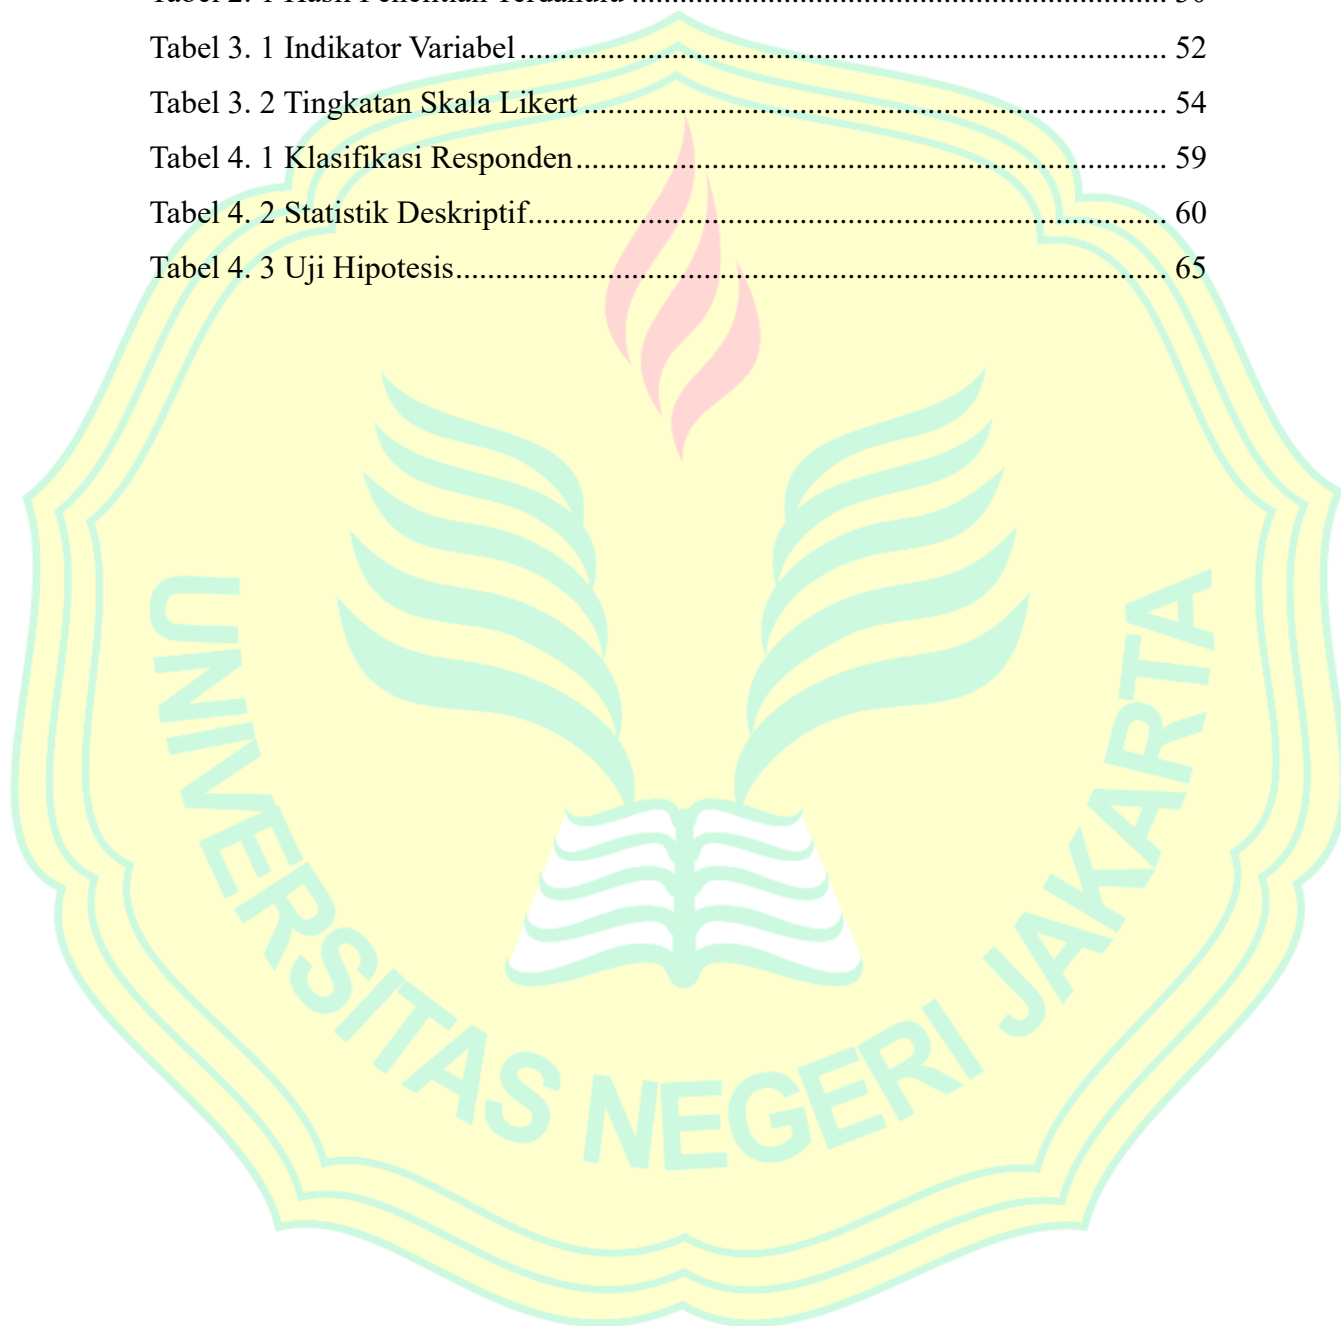 Tabel 3. 1 Indikator Variabel........................................................................................ 52
Tabel 3. 2 Tingkatan Skala Likert ................................................................................ 54
Tabel 4. 1 Klasifikasi Responden................................................................................. 59
Tabel 4. 2 Statistik Deskriptif....................................................................................... 60
Tabel 4. 3 Uji Hipotesis................................................................................................ 65
UNIVERSITAS NEGERI JAKARTA